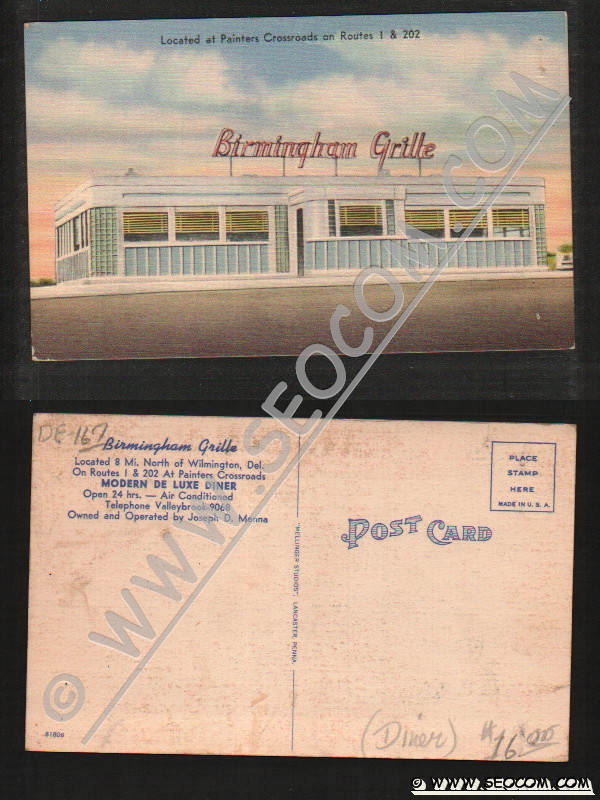 Located at Painters Crossroads on Routes 1 & 202
Birmingham Grille
© WWW.SEOCOM.COM
DE-167
Birmingham Grille
Located 8 Mi. North of Wilmington, Del.
On Routes 1 & 202 At Painters Crossroads
MODERN DE LUXE DINER
Open 24 hrs. — Air Conditioned
Telephone Valleybrook 9068
Owned and Operated by Joseph D. Menna
PLACE
STAMP
HERE
MADE IN U. S. A.
POST CARD
"MELLINGER STUDIOS", LANCASTER, PENNA.
81806
(Diner)
16.00
© WWW.SEOCOM.COM